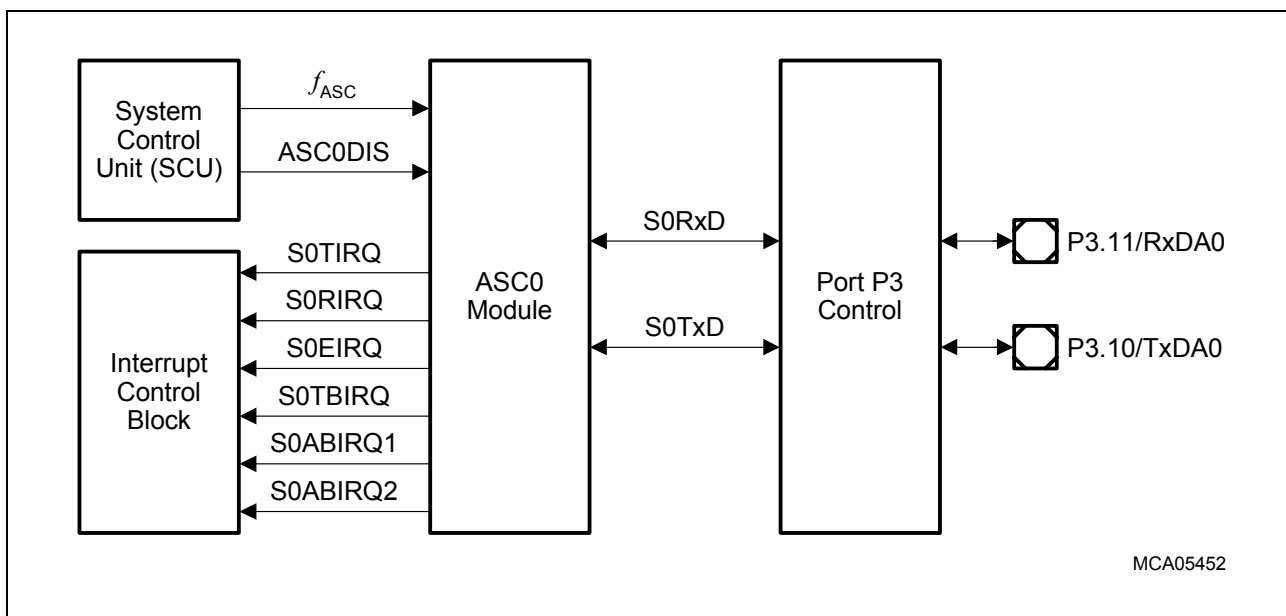 System
Control
Unit (SCU)
fASC
ASC0DIS
Interrupt
Control
Block
S0TIRQ
S0RIRQ
S0EIRQ
S0TBIRQ
S0ABIRQ1
S0ABIRQ2
ASC0
Module
S0RxD
S0TxD
Port P3
Control
P3.11/RxDA0
P3.10/TxDA0
MCA05452